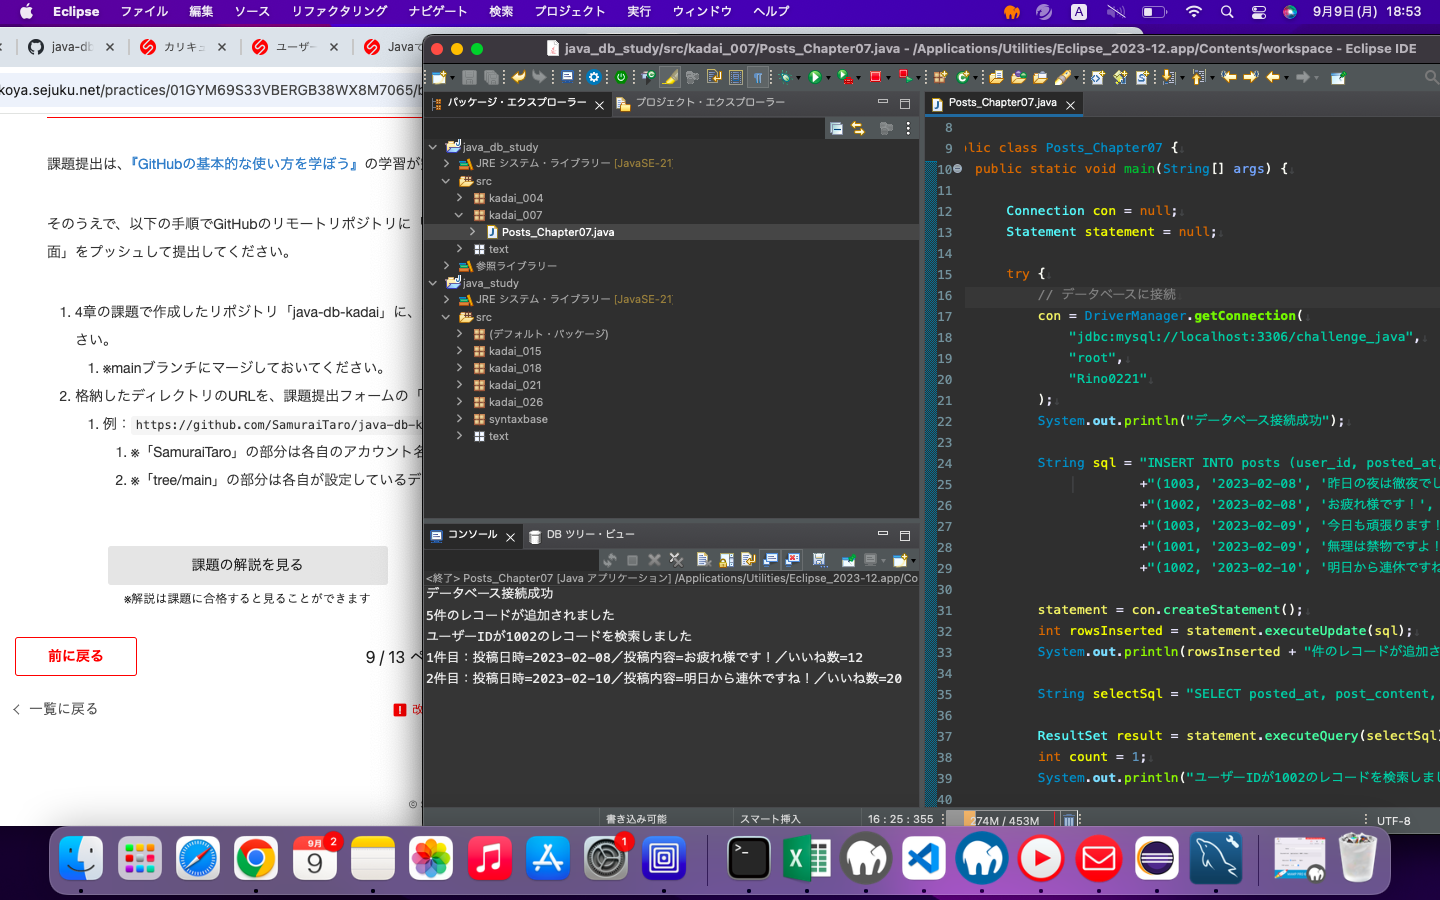 Eclipse ファイル 編集 ソース リファクタリング ナビゲート 検索 プロジェクト 実行 ウィンドウ ヘルプ A 9月9日(月) 18:53
java-db カリキュ ユーザー Javaで
koya.sejuku.net/practices/01GYM69S33VBERGB38WX8M7065/b
課題提出は、『GitHubの基本的な使い方を学ぼう』の学習が
そのうえで、以下の手順でGitHubのリモートリポジトリに「
面」をプッシュして提出してください。
1. 4章の課題で作成したリポジトリ「java-db-kadai」に、
さい。
1. ※mainブランチにマージしておいてください。
2. 格納したディレクトリのURLを、課題提出フォームの「
1. 例： https://github.com/SamuraiTaro/java-db-k
1. ※「SamuraiTaro」の部分は各自のアカウント名
2. ※「tree/main」の部分は各自が設定しているデ
課題の解説を見る
※解説は課題に合格すると見ることができます
前に戻る
9 / 13 ペ
一覧に戻る
改
java_db_study/src/kadai_007/Posts_Chapter07.java - /Applications/Utilities/Eclipse_2023-12.app/Contents/workspace - Eclipse IDE
パッケージ・エクスプローラー プロジェクト・エクスプローラー
java_db_study
JRE システム・ライブラリー [JavaSE-21]
src
kadai_004
kadai_007
Posts_Chapter07.java
text
参照ライブラリー
java_study
JRE システム・ライブラリー [JavaSE-21]
src
(デフォルト・パッケージ)
kadai_015
kadai_018
kadai_021
kadai_026
syntaxbase
text
コンソール DB ツリー・ビュー
<終了> Posts_Chapter07 [Java アプリケーション] /Applications/Utilities/Eclipse_2023-12.app/Co
データベース接続成功
5件のレコードが追加されました
ユーザーIDが1002のレコードを検索しました
1件目：投稿日時=2023-02-08／投稿内容=お疲れ様です！／いいね数=12
2件目：投稿日時=2023-02-10／投稿内容=明日から連休ですね！／いいね数=20
Posts_Chapter07.java
8
9 lic class Posts_Chapter07 {
10 public static void main(String[] args) {
11
12 Connection con = null;
13 Statement statement = null;
14
15 try {
16 // データベースに接続
17 con = DriverManager.getConnection(
18 "jdbc:mysql://localhost:3306/challenge_java",
19 "root",
20 "Rino0221"
21 );
22 System.out.println("データベース接続成功");
23
24 String sql = "INSERT INTO posts (user_id, posted_at,
25 +"(1003, '2023-02-08', '昨日の夜は徹夜でし
26 +"(1002, '2023-02-08', 'お疲れ様です！',
27 +"(1003, '2023-02-09', '今日も頑張ります！
28 +"(1001, '2023-02-09', '無理は禁物ですよ！
29 +"(1002, '2023-02-10', '明日から連休ですね
30
31 statement = con.createStatement();
32 int rowsInserted = statement.executeUpdate(sql);
33 System.out.println(rowsInserted + "件のレコードが追加さ
34
35 String selectSql = "SELECT posted_at, post_content,
36
37 ResultSet result = statement.executeQuery(selectSql)
38 int count = 1;
39 System.out.println("ユーザーIDが1002のレコードを検索しまし
40
書き込み可能 スマート挿入 16 : 25 : 355 274M / 453M UTF-8
9月 2
9
1